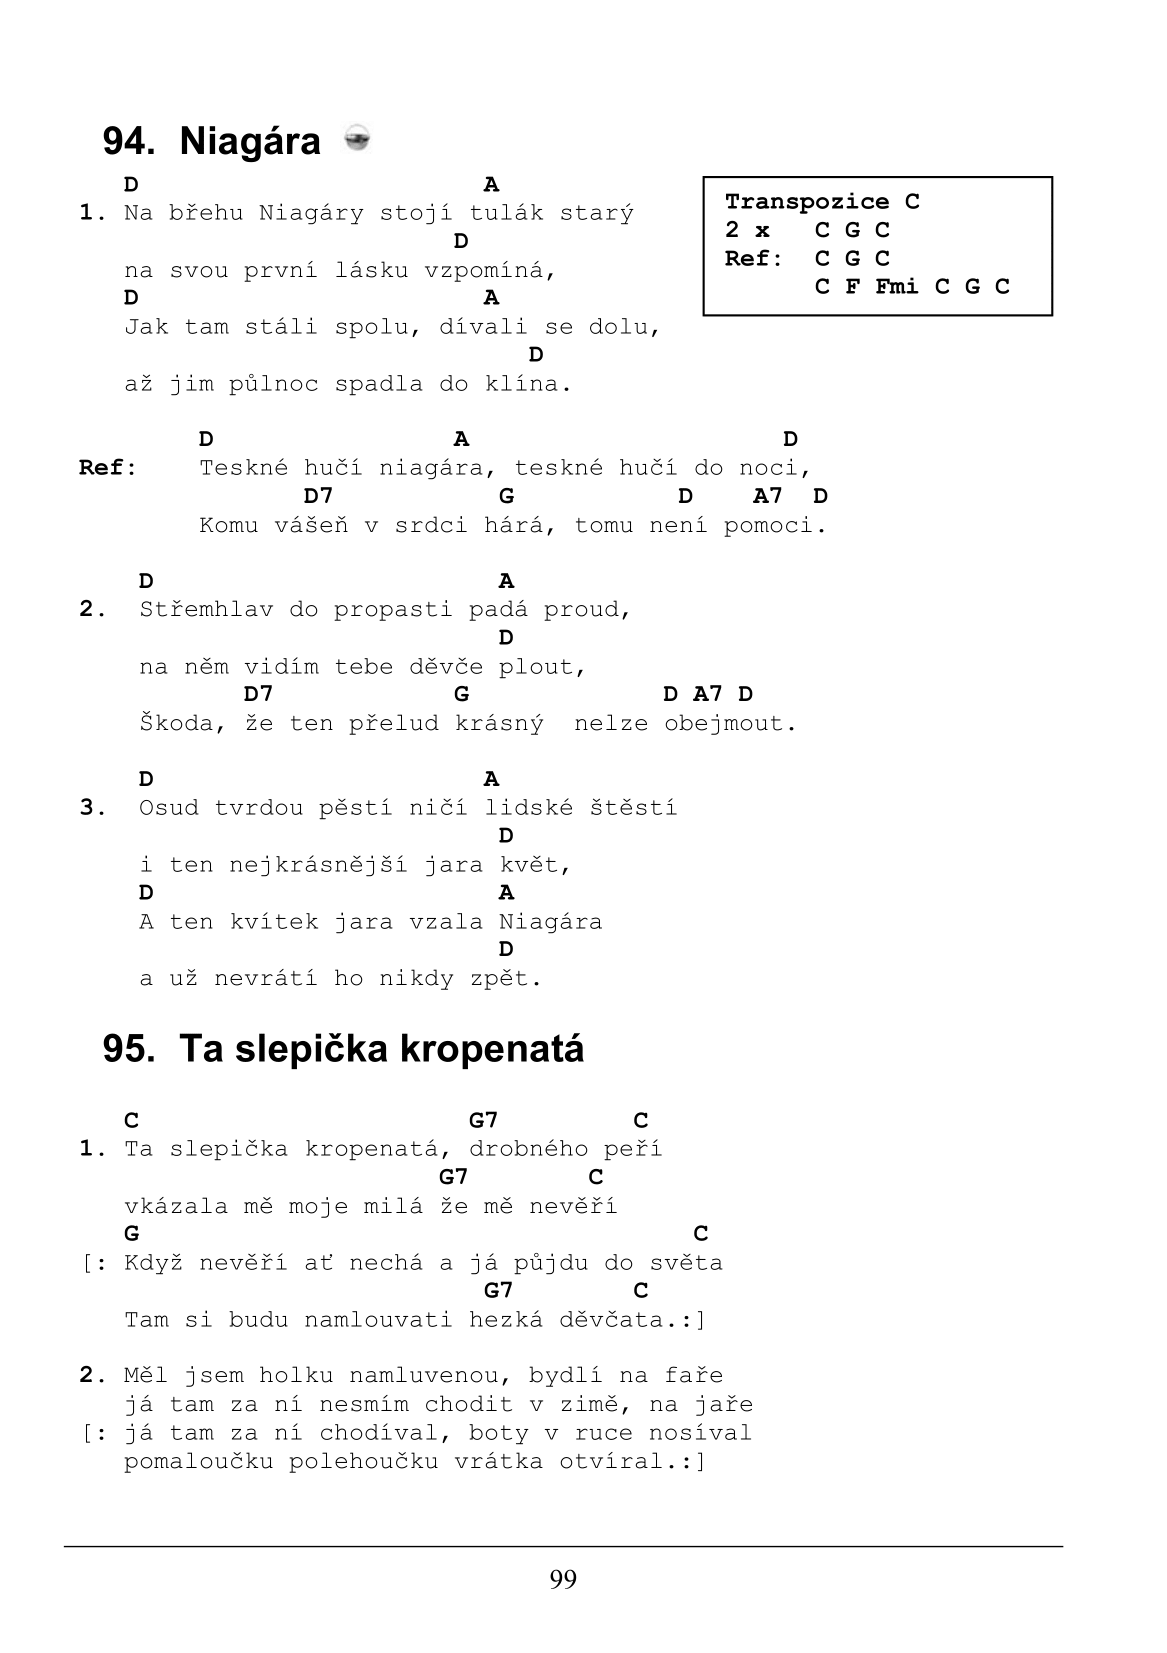 94. Niagára
D A
1. Na břehu Niagáry stojí tulák starý
D
na svou první lásku vzpomíná,
D A
Jak tam stáli spolu, dívali se dolu,
D
až jim půlnoc spadla do klína.
Transpozice C
2 x C G C
Ref: C G C
C F Fmi C G C
D A D
Ref: Teskné hučí niagára, teskné hučí do noci,
D7 G D A7 D
Komu vášeň v srdci hárá, tomu není pomoci.
D A
2. Střemhlav do propasti padá proud,
D
na něm vidím tebe děvče plout,
D7 G D A7 D
Škoda, že ten přelud krásný nelze obejmout.
D A
3. Osud tvrdou pěstí ničí lidské štěstí
D
i ten nejkrásnější jara květ,
D A
A ten kvítek jara vzala Niagára
D
a už nevrátí ho nikdy zpět.
95. Ta slepička kropenatá
C G7 C
1. Ta slepička kropenatá, drobného peří
G7 C
vkázala mě moje milá že mě nevěří
G C
[: Když nevěří ať nechá a já půjdu do světa
G7 C
Tam si budu namlouvati hezká děvčata.:]
2. Měl jsem holku namluvenou, bydlí na faře
já tam za ní nesmím chodit v zimě, na jaře
[: já tam za ní chodíval, boty v ruce nosíval
pomaloučku polehoučku vrátka otvíral.:]
99